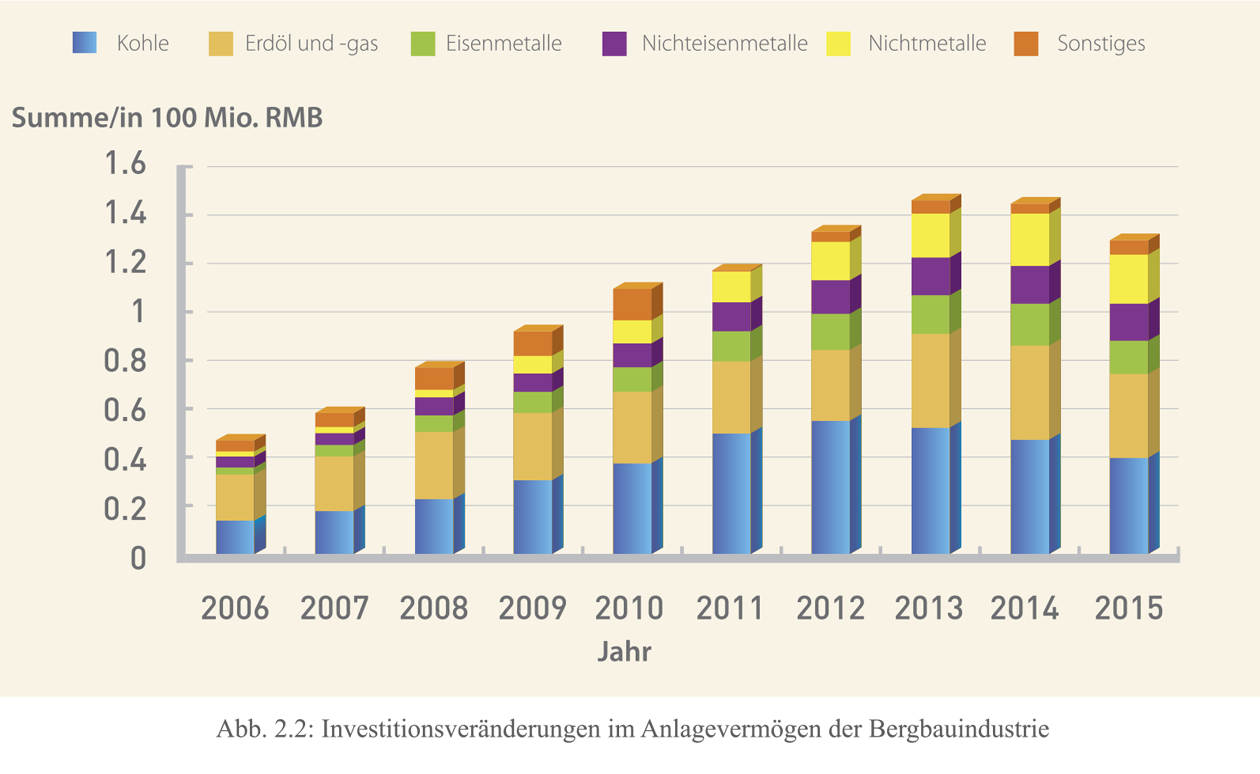 Kohle Erdöl und -gas Eisenmetalle Nichteisenmetalle Nichtmetalle Sonstiges
Summe/in 100 Mio. RMB
1.6
1.4
1.2
1
0.8
0.6
0.4
0.2
0
2006 2007 2008 2009 2010 2011 2012 2013 2014 2015
Jahr
Abb. 2.2: Investitionsveränderungen im Anlagevermögen der Bergbauindustrie